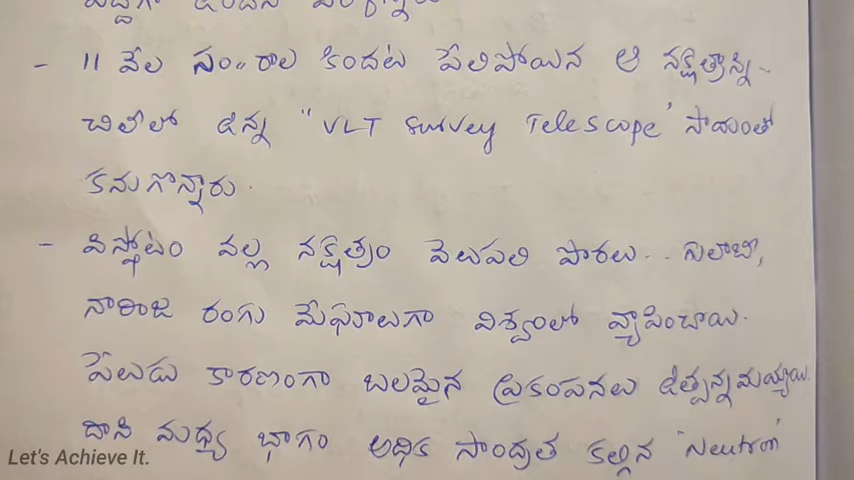 - 11 వేల సం॥రాల కిందట పేలిపోయిన ఆ నక్షత్రాన్ని
చిలీలో ఉన్న "VLT Survey Telescope' సాయంతో
కనుగొన్నారు.
- విస్ఫోటం వల్ల నక్షత్రం వెలుపలి పొరలు.. గులాబీ,
నారింజ రంగు మేఘాలుగా విశ్వంలో వ్యాపించాయి.
పేలుడు కారణంగా బలమైన ప్రకంపనలు ఉత్పన్నమయ్యాయి.
దాని మధ్య భాగం అధిక సాంద్రత కల్గిన 'Neutron'
Let's Achieve It.